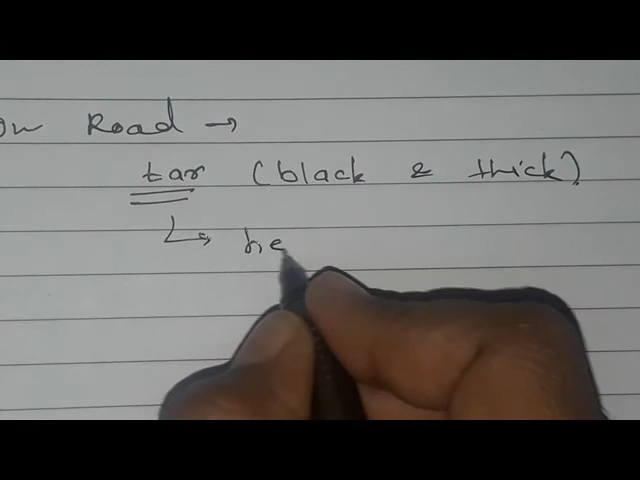 Road →
tar (black & thick)
↳ he